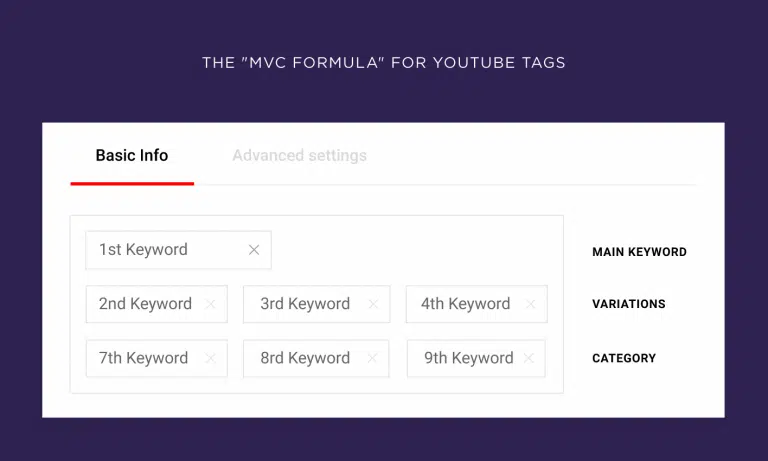 THE "MVC FORMULA" FOR YOUTUBE TAGS
Basic Info Advanced settings
1st Keyword × MAIN KEYWORD
2nd Keyword × 3rd Keyword × 4th Keyword × VARIATIONS
7th Keyword × 8rd Keyword × 9th Keyword × CATEGORY